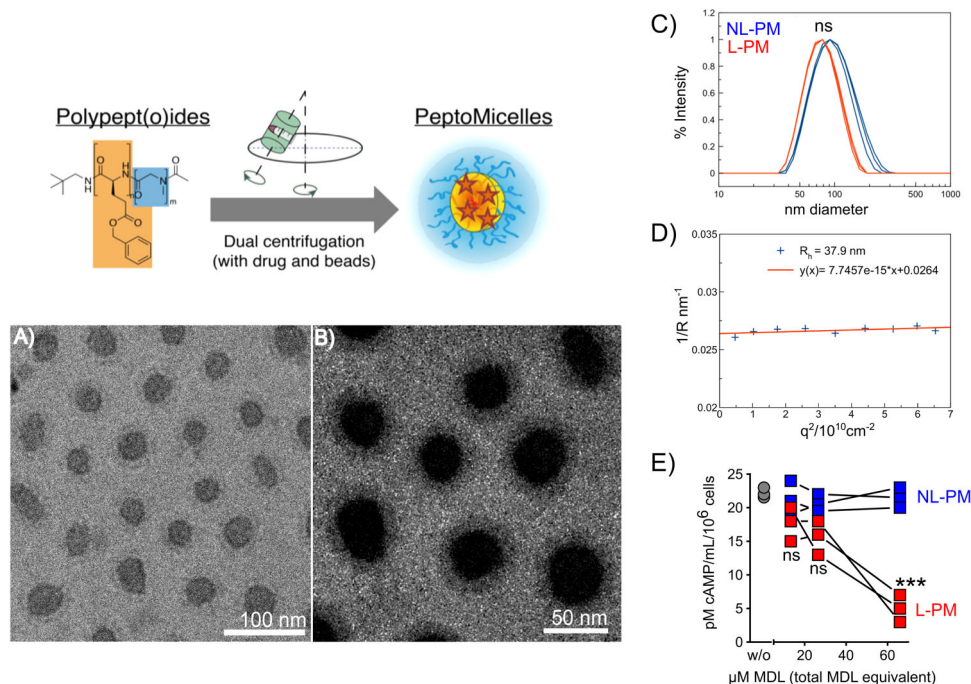 Polypept(o)ides
PeptoMicelles
O
H
N
O
N
H
N
m
O
m
O
O
Dual centrifugation
(with drug and beads)
A)
100 nm
B)
50 nm
C)
NL-PM
L-PM
ns
1.2
1
0.8
0.6
0.4
0.2
0
% Intensity
10
50
100
500
1000
nm diameter
D)
0.035
0.03
0.025
0.02
1/R nm⁻¹
+ Rₕ = 37.9 nm
y(x)= 7.7457e-15*x+0.0264
0 1 2 3 4 5 6 7
q²/10¹⁰cm⁻²
E)
25
20
15
10
5
0
pM cAMP/mL/10⁶ cells
NL-PM
ns
ns
***
L-PM
w/o
20
40
60
µM MDL (total MDL equivalent)